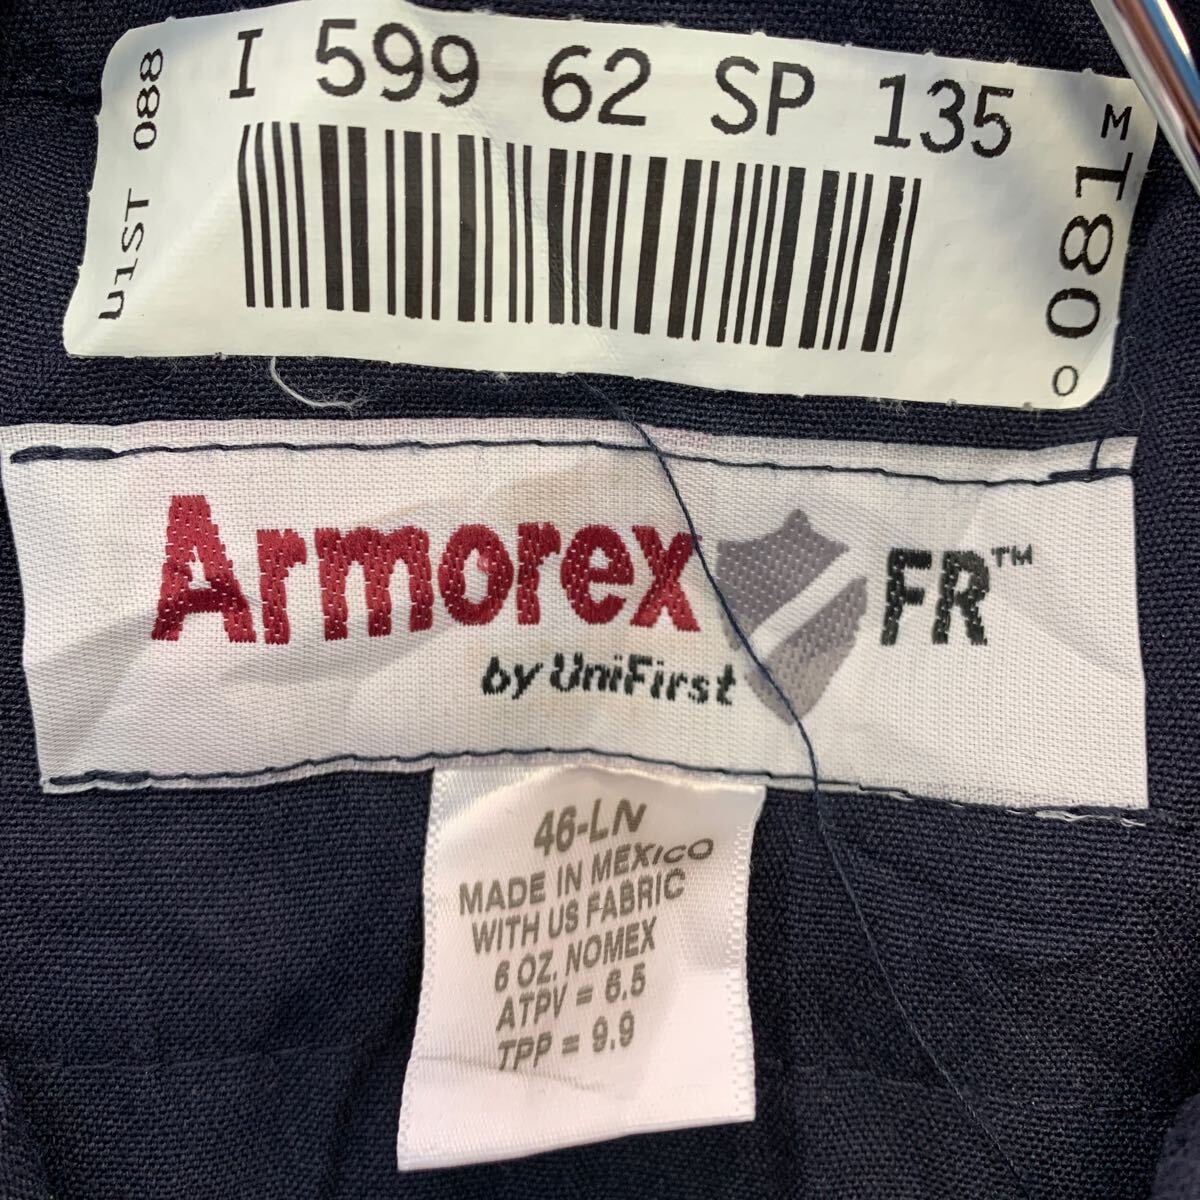 I 599 62 SP 135
U1ST 088
081 M
O
Armorex FR™
by UniFirst
46-LN
MADE IN MEXICO
WITH US FABRIC
6 OZ. NOMEX
ATPV = 6.5
TPP = 9.9